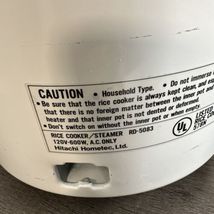 CAUTION • Household Type. • Do not immerse
• Be sure that the rice cooker is always kept clean, and
that there is no foreign matter between the deformed
heater and that inner pot is not dented or deformed
• Don't switch on without the inner pot or when empty.
RICE COOKER/STEAMER RD-5083
120V-600W, A.C. ONLY
Hitachi Hometec, Ltd.
UL
LISTED